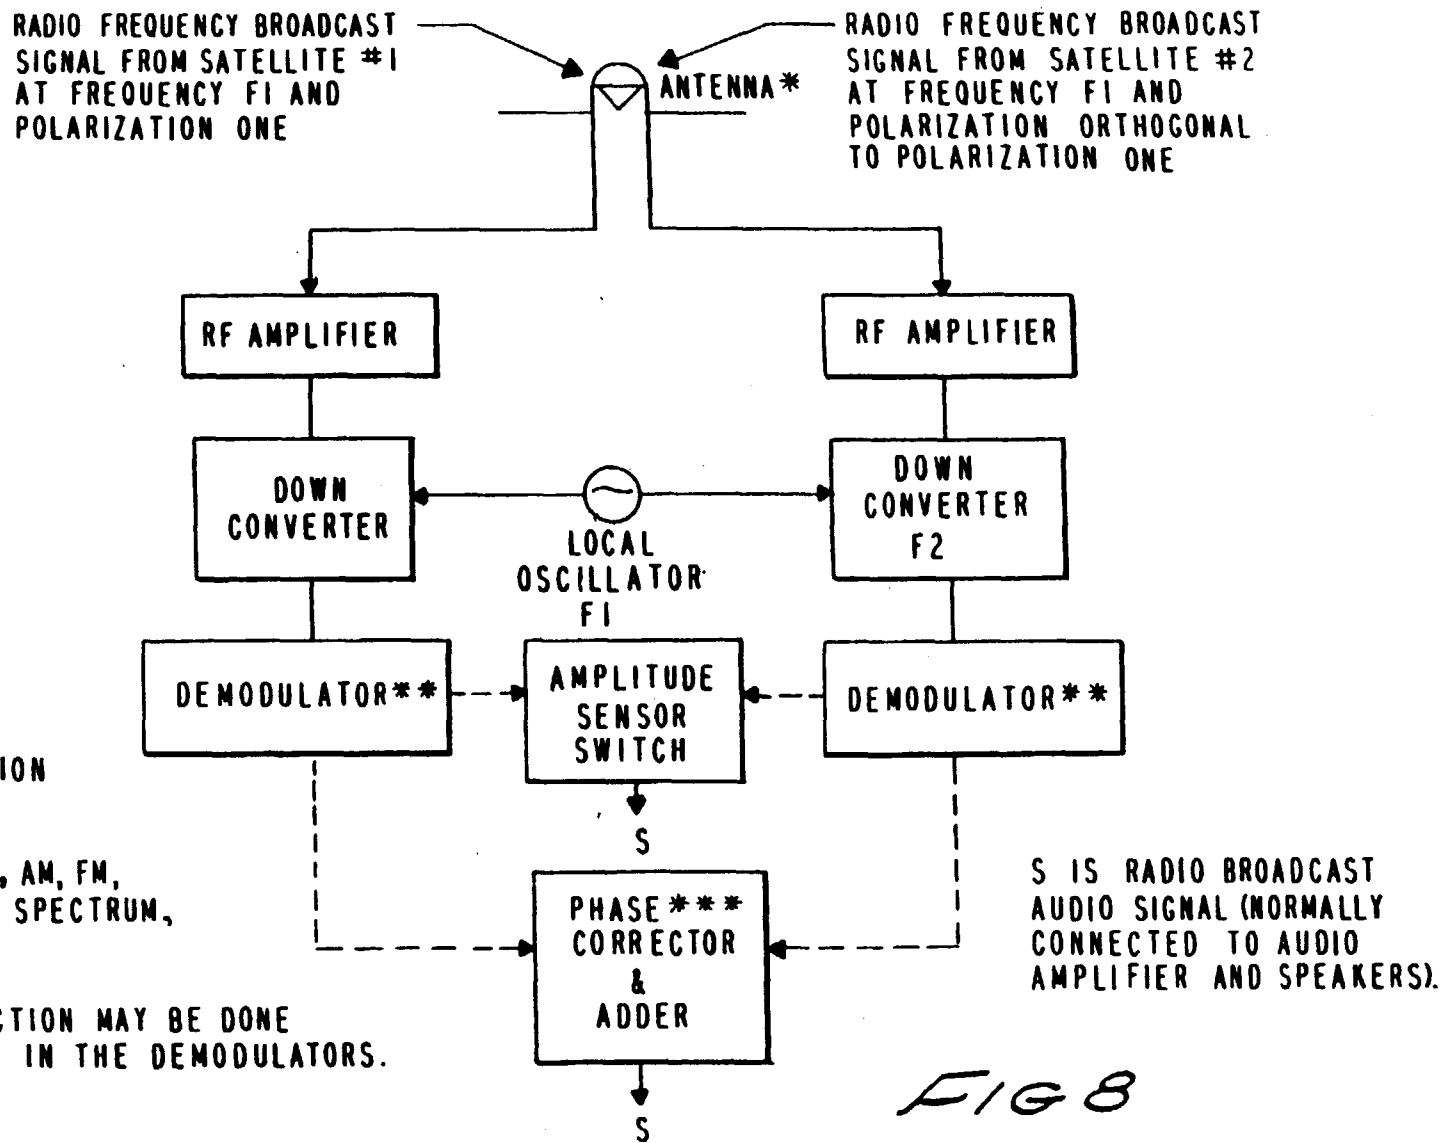 RADIO FREQUENCY BROADCAST
SIGNAL FROM SATELLITE #1
AT FREQUENCY F1 AND
POLARIZATION ONE
ANTENNA*
RADIO FREQUENCY BROADCAST
SIGNAL FROM SATELLITE #2
AT FREQUENCY F1 AND
POLARIZATION ORTHOGONAL
TO POLARIZATION ONE
RF AMPLIFIER
RF AMPLIFIER
DOWN
CONVERTER
LOCAL
OSCILLATOR
F1
DOWN
CONVERTER
F2
DEMODULATOR**
AMPLITUDE
SENSOR
SWITCH
DEMODULATOR**
S
ION
, AM, FM,
SPECTRUM,
PHASE***
CORRECTOR
&
ADDER
S IS RADIO BROADCAST
AUDIO SIGNAL (NORMALLY
CONNECTED TO AUDIO
AMPLIFIER AND SPEAKERS).
CTION MAY BE DONE
IN THE DEMODULATORS.
S
FIG 8